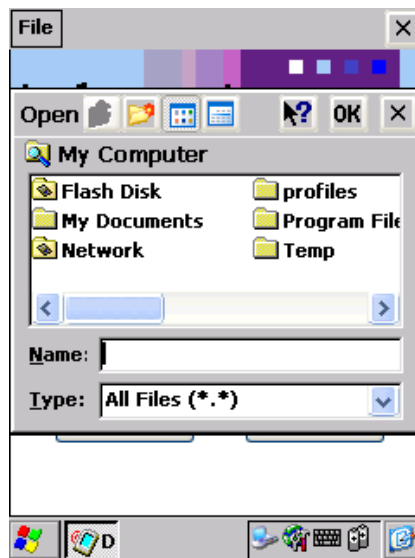 File
Open OK
My Computer
Flash Disk profiles
My Documents Program File
Network Temp
Name:
Type: All Files (*.*)
D